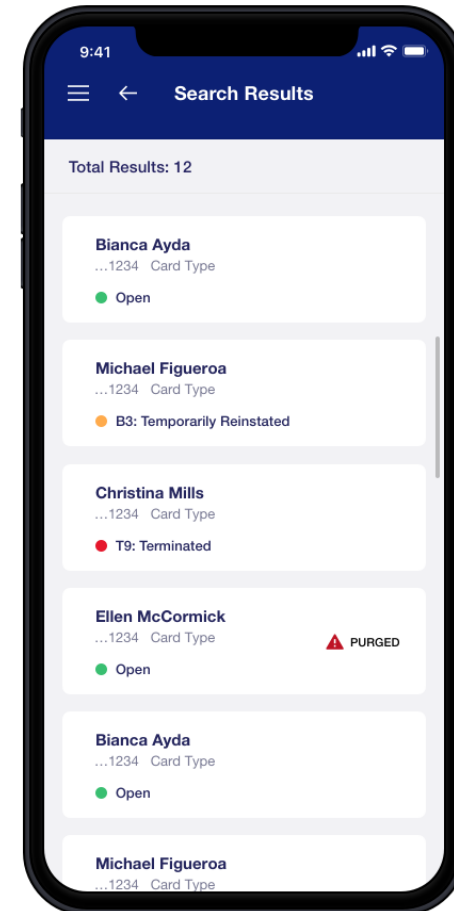 9:41
Search Results
Total Results: 12
Bianca Ayda
...1234 Card Type
Open
Michael Figueroa
...1234 Card Type
B3: Temporarily Reinstated
Christina Mills
...1234 Card Type
T9: Terminated
Ellen McCormick
...1234 Card Type
PURGED
Open
Bianca Ayda
...1234 Card Type
Open
Michael Figueroa
...1234 Card Type